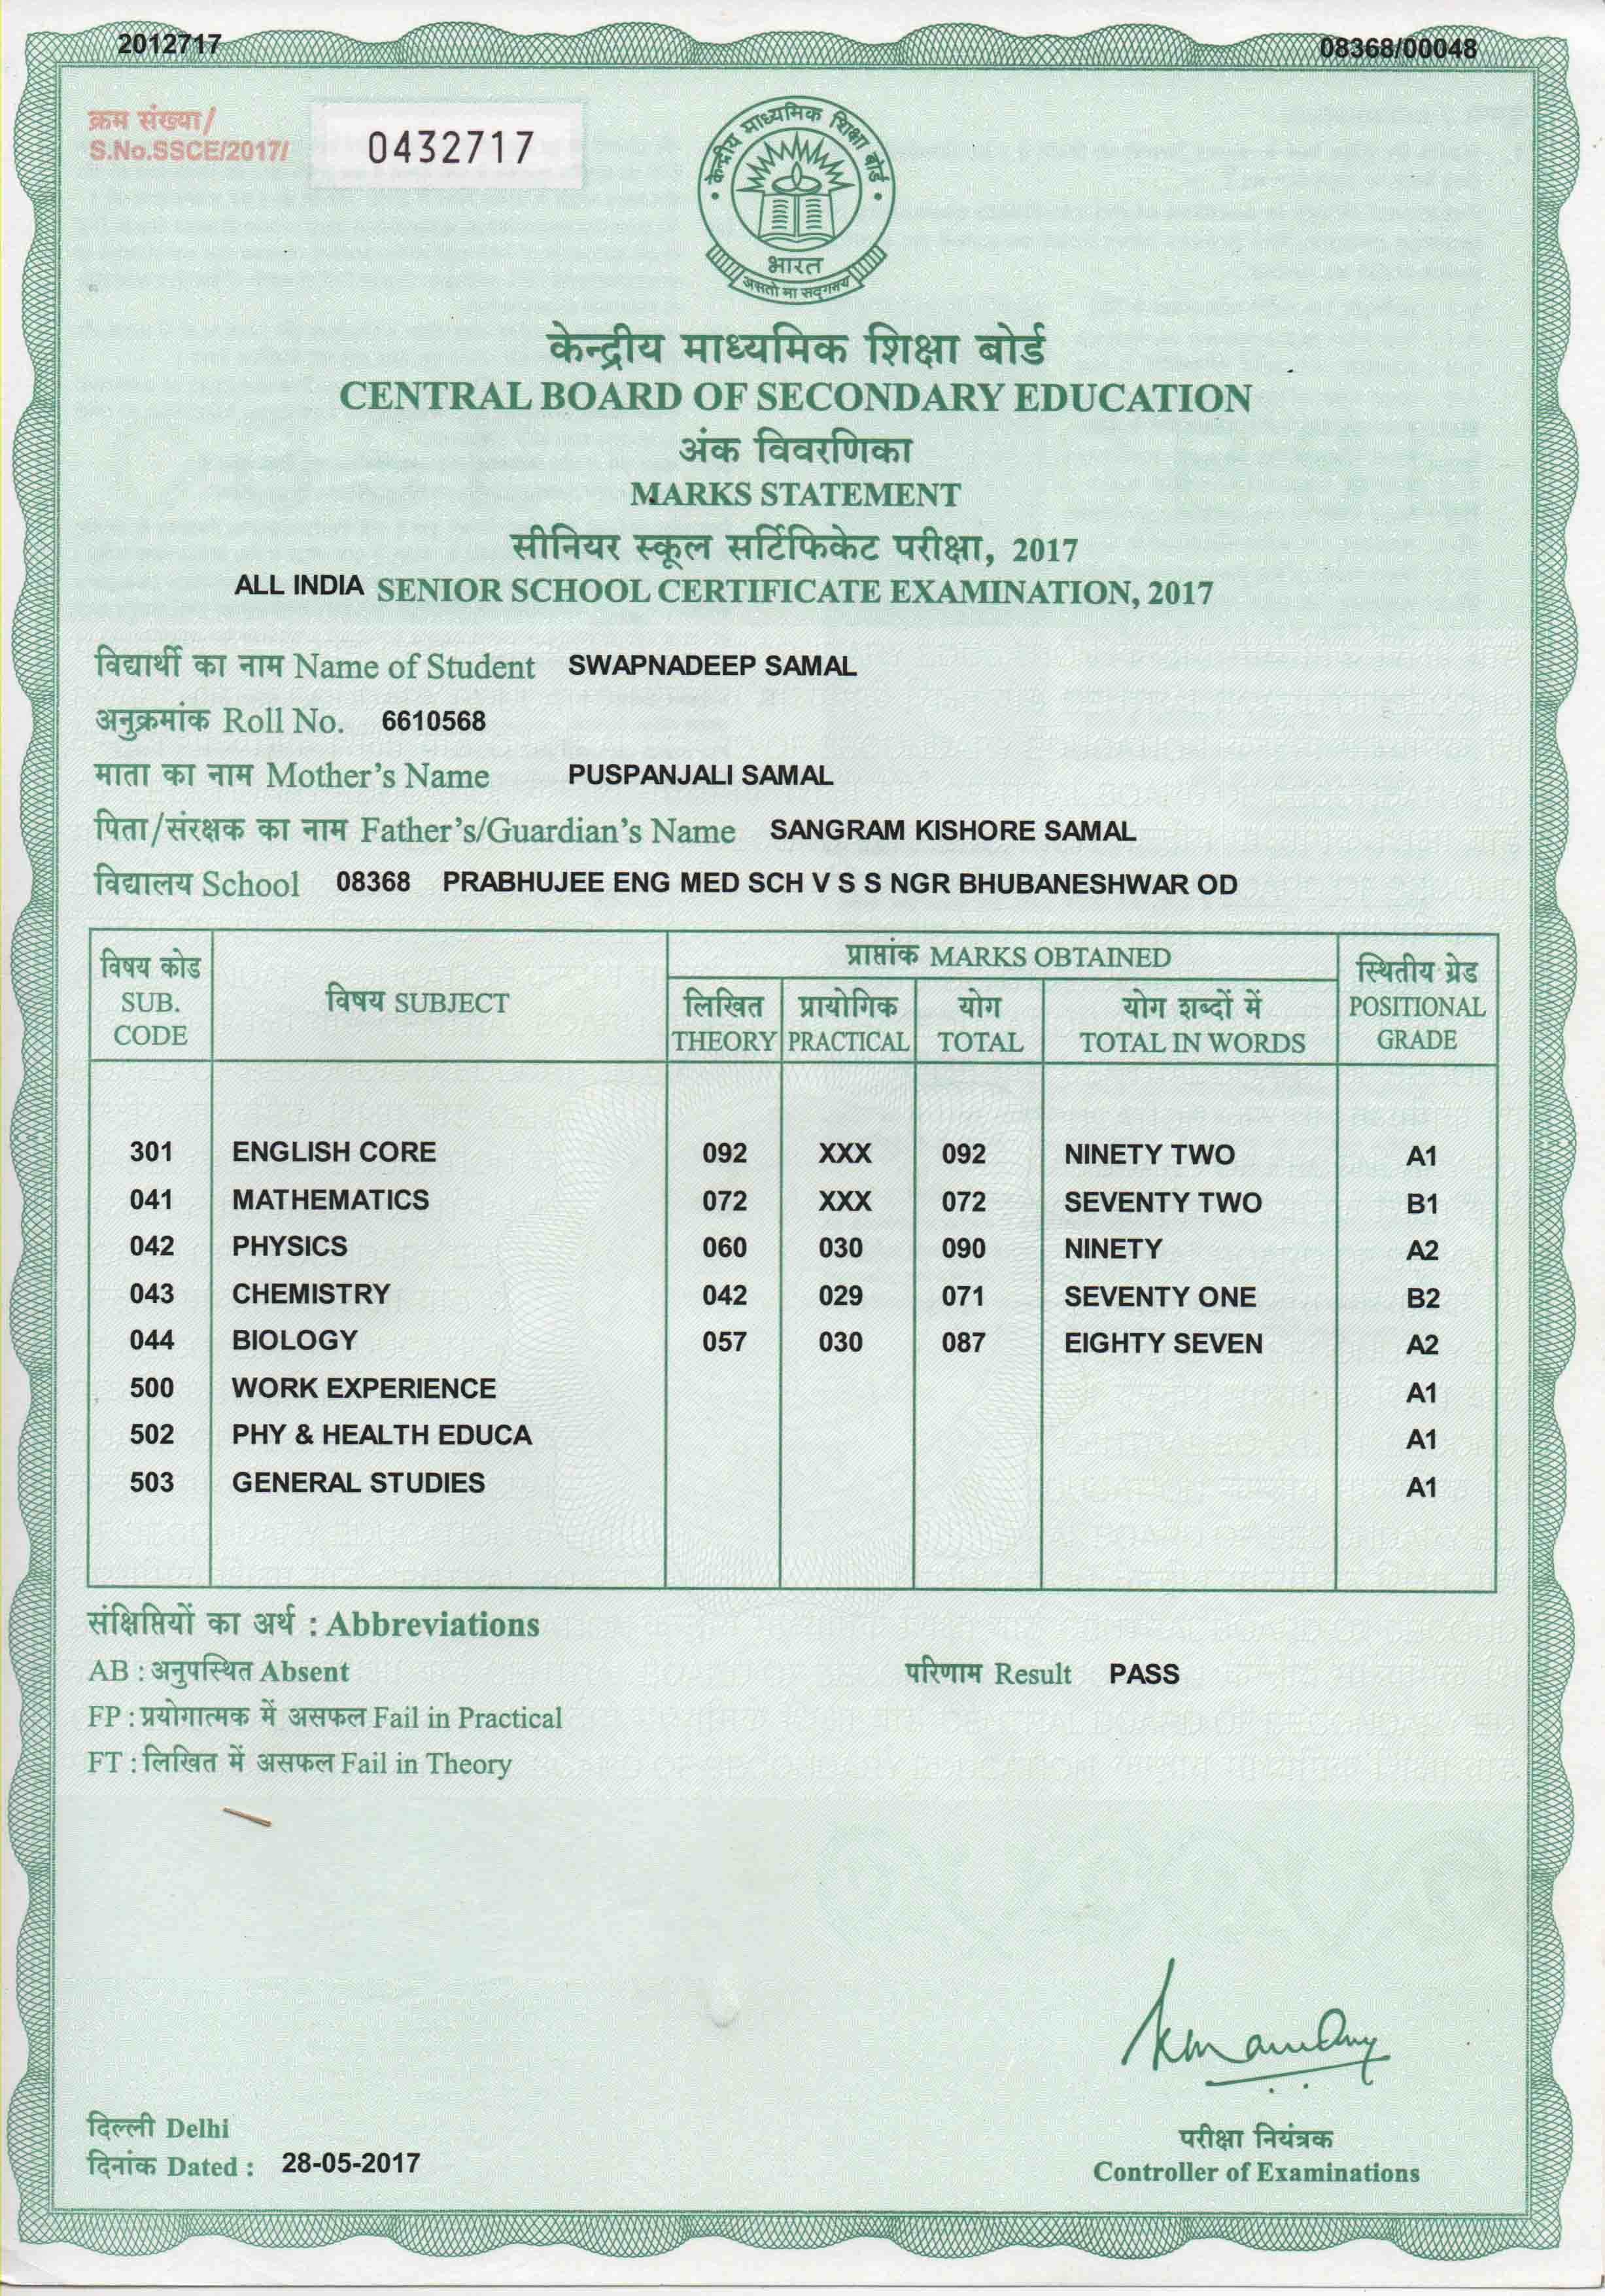 2012717 08368/00048
क्रम संख्या/
S.No.SSCE/2017/ 0432717
केन्द्रीय माध्यमिक शिक्षा बोर्ड
भारत
असतो मा सद्गमय
केन्द्रीय माध्यमिक शिक्षा बोर्ड
CENTRAL BOARD OF SECONDARY EDUCATION
अंक विवरणिका
MARKS STATEMENT
सीनियर स्कूल सर्टिफिकेट परीक्षा, 2017
ALL INDIA SENIOR SCHOOL CERTIFICATE EXAMINATION, 2017
विद्यार्थी का नाम Name of Student SWAPNADEEP SAMAL
अनुक्रमांक Roll No. 6610568
माता का नाम Mother's Name PUSPANJALI SAMAL
पिता/संरक्षक का नाम Father's/Guardian's Name SANGRAM KISHORE SAMAL
विद्यालय School 08368 PRABHUJEE ENG MED SCH V S S NGR BHUBANESHWAR OD
विषय कोड SUB. CODE विषय SUBJECT प्राप्तांक MARKS OBTAINED स्थितीय ग्रेड POSITIONAL GRADE
लिखित प्रायोगिक योग योग शब्दों में
THEORY PRACTICAL TOTAL TOTAL IN WORDS
301 ENGLISH CORE 092 XXX 092 NINETY TWO A1
041 MATHEMATICS 072 XXX 072 SEVENTY TWO B1
042 PHYSICS 060 030 090 NINETY A2
043 CHEMISTRY 042 029 071 SEVENTY ONE B2
044 BIOLOGY 057 030 087 EIGHTY SEVEN A2
500 WORK EXPERIENCE A1
502 PHY & HEALTH EDUCA A1
503 GENERAL STUDIES A1
संक्षिप्तियों का अर्थ : Abbreviations
AB : अनुपस्थित Absent परिणाम Result PASS
FP : प्रयोगात्मक में असफल Fail in Practical
FT : लिखित में असफल Fail in Theory
दिल्ली Delhi
दिनांक Dated : 28-05-2017
परीक्षा नियंत्रक
Controller of Examinations